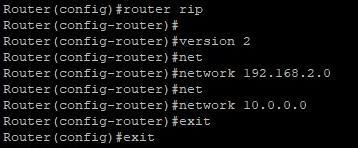 Router(config)#router rip
Router(config-router)#
Router(config-router)#version 2
Router(config-router)#net
Router(config-router)#network 192.168.2.0
Router(config-router)#net
Router(config-router)#network 10.0.0.0
Router(config-router)#exit
Router(config)#exit